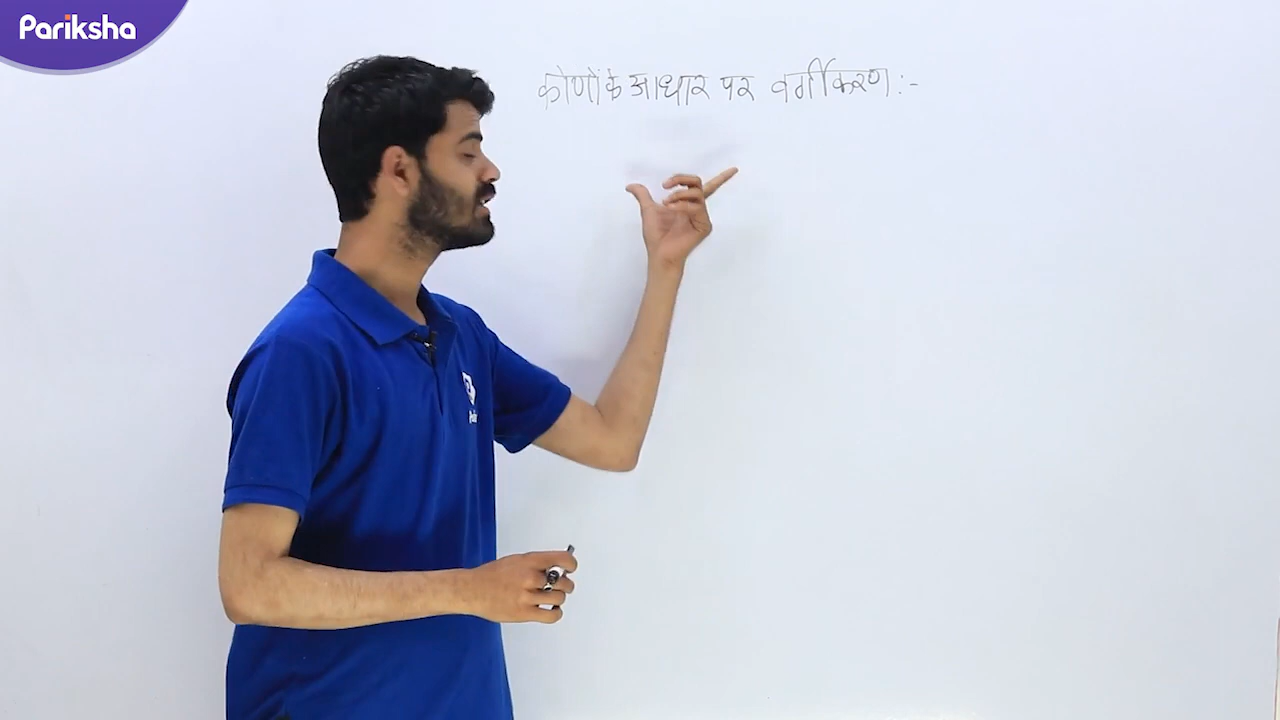 Pariksha
कोणों के आधार पर वर्गीकरण :-